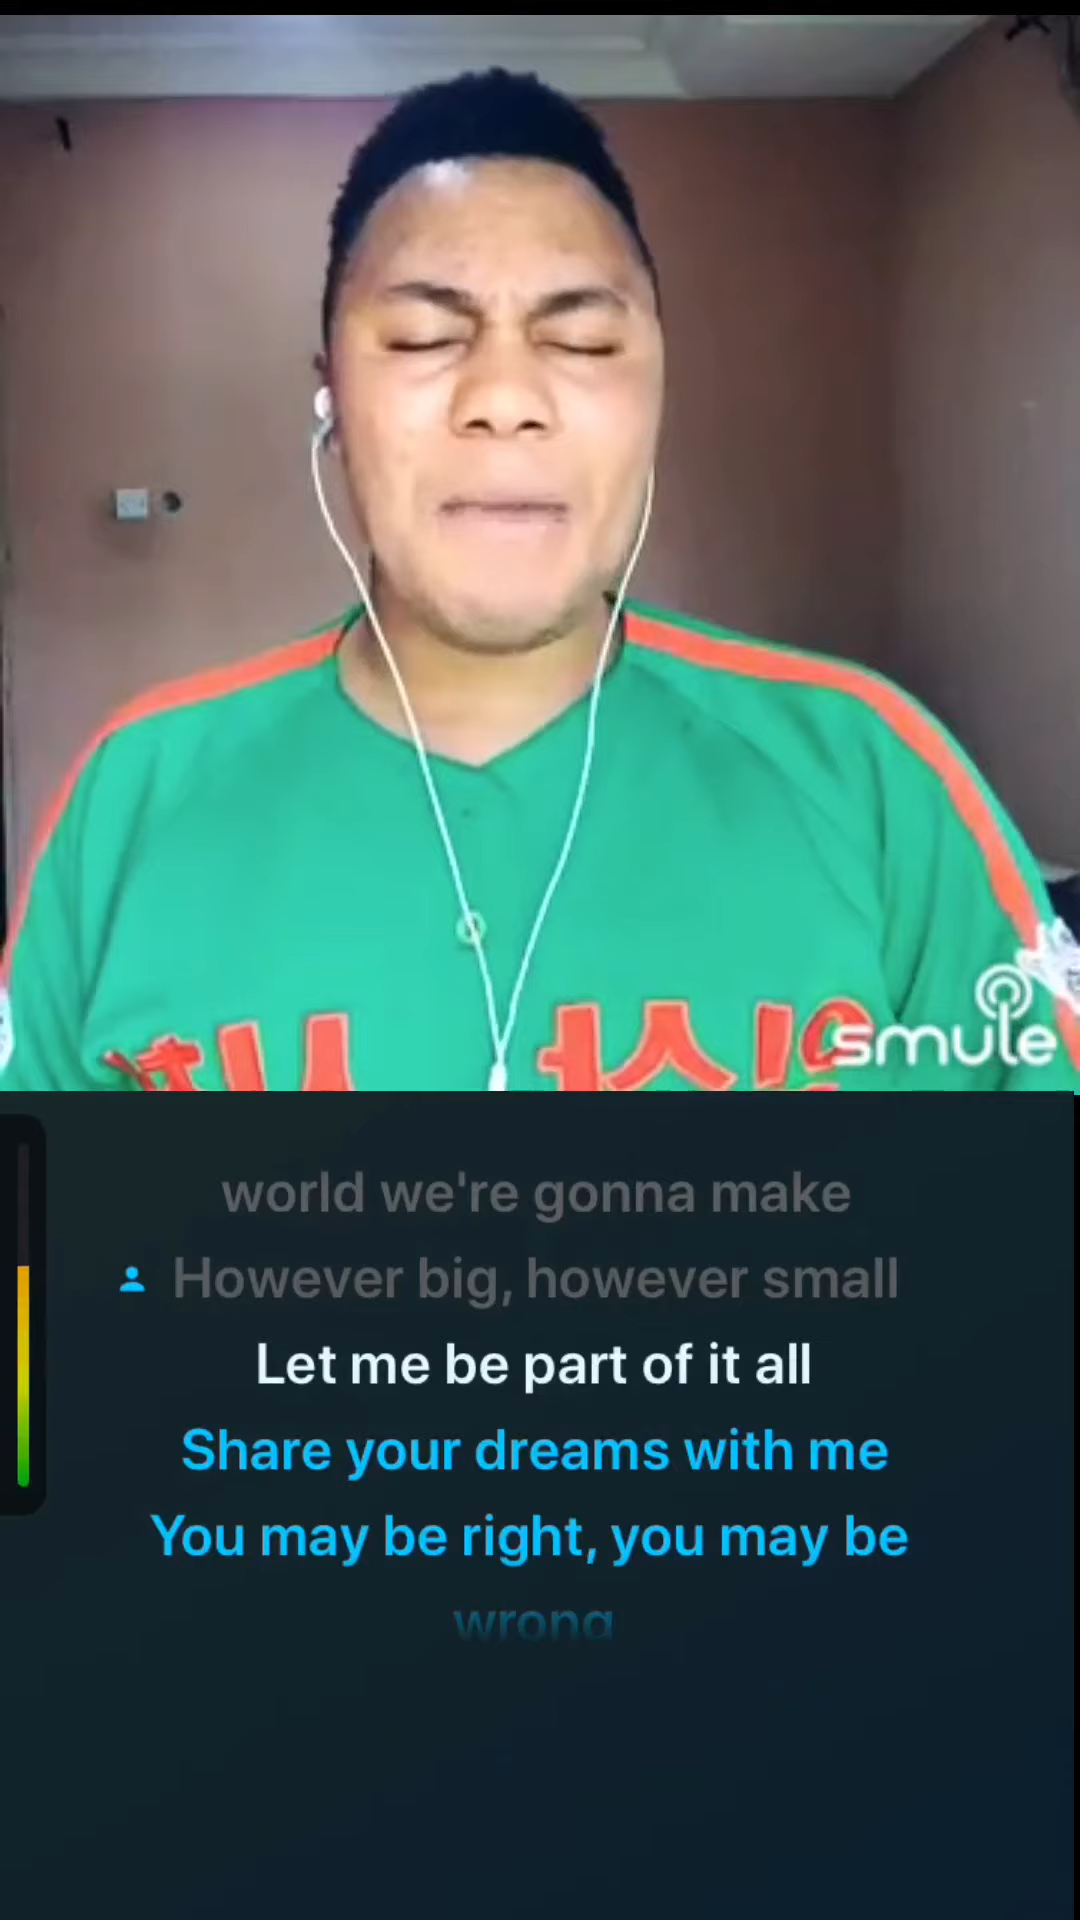 smule
world we're gonna make
However big, however small
Let me be part of it all
Share your dreams with me
You may be right, you may be
wrong